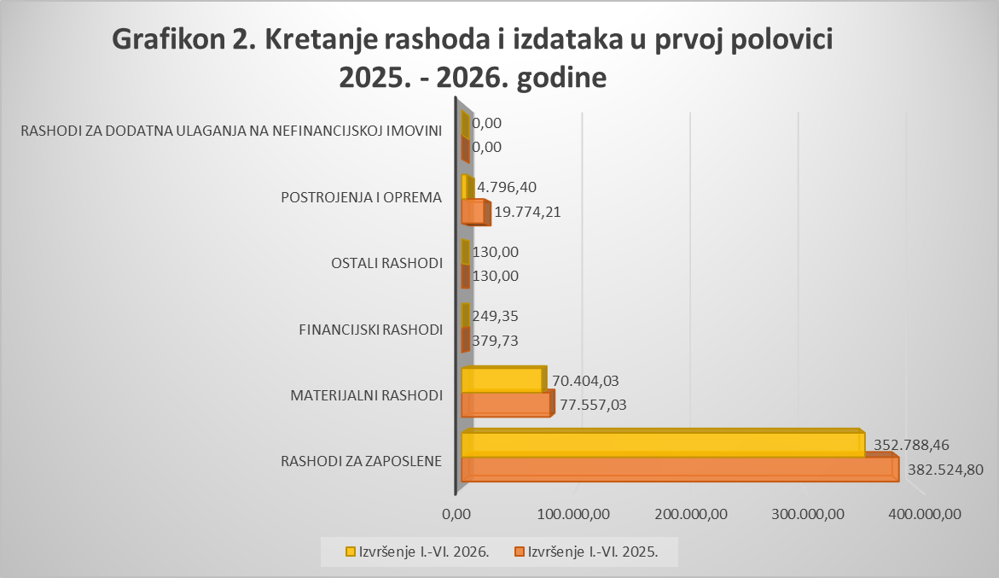 Grafikon 2. Kretanje rashoda i izdataka u prvoj polovici
2025. - 2026. godine
RASHODI ZA DODATNA ULAGANJA NA NEFINANCIJSKOJ IMOVINI
0,00
0,00
POSTROJENJA I OPREMA
4.796,40
19.774,21
OSTALI RASHODI
130,00
130,00
FINANCIJSKI RASHODI
249,35
379,73
MATERIJALNI RASHODI
70.404,03
77.557,03
RASHODI ZA ZAPOSLENE
352.788,46
382.524,80
0,00 100.000,00 200.000,00 300.000,00 400.000,00
Izvršenje I.-VI. 2026. Izvršenje I.-VI. 2025.